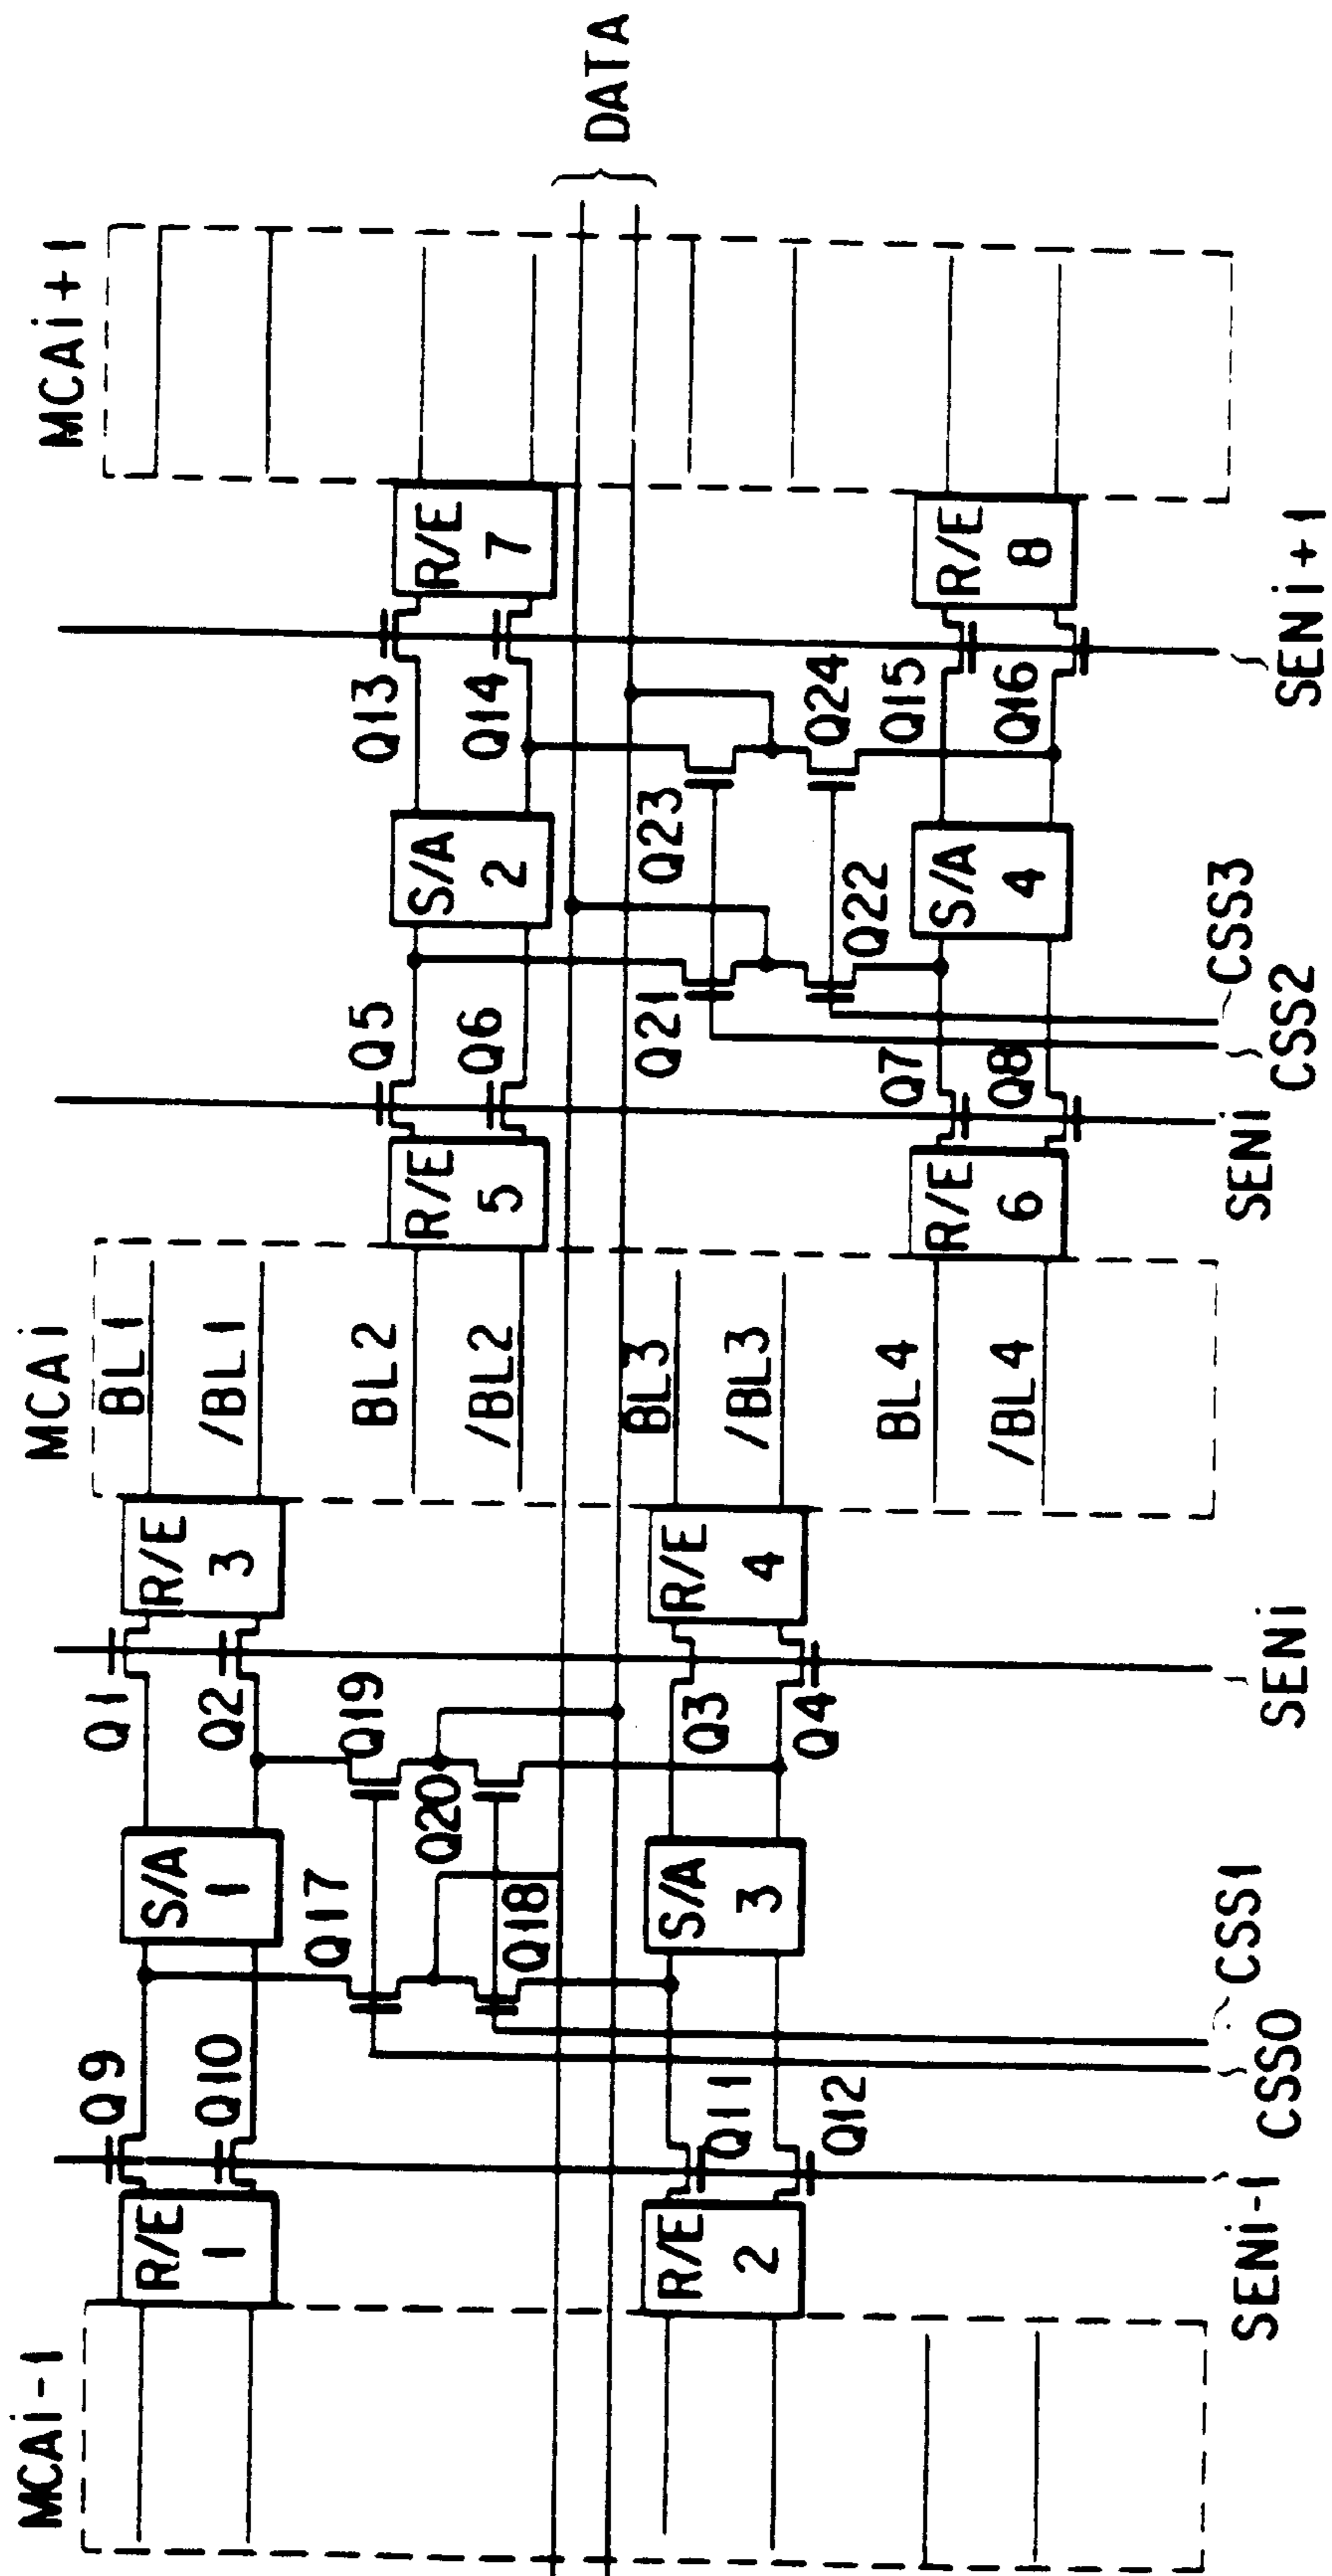 MCAi-1
MCAi
MCAi+1
R/E
1
Q9
Q10
S/A
1
Q1
Q2
R/E
3
BL1
/BL1
Q17
Q19
Q18
Q20
BL2
/BL2
R/E
5
Q5
Q6
S/A
2
Q13
Q14
R/E
7
DATA
R/E
2
Q11
Q12
S/A
3
Q3
Q4
R/E
4
BL3
/BL3
Q21
Q23
Q22
Q24
BL4
/BL4
R/E
6
Q7
Q8
S/A
4
Q15
Q16
R/E
8
SENi-1
CSS0
CSS1
SENi
SENi
CSS2
CSS3
SENi+1